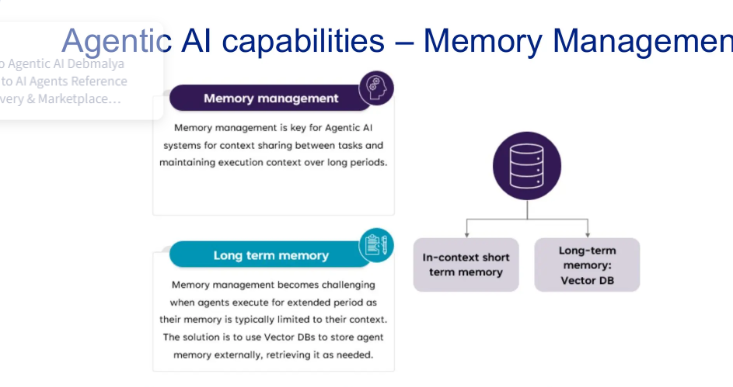 Agentic AI capabilities – Memory Managemen
o Agentic AI Debmalya
to AI Agents Reference
very & Marketplace…
Memory management
Memory management is key for Agentic AI
systems for context sharing between tasks and
maintaining execution context over long periods.
Long term memory
Memory management becomes challenging
when agents execute for extended period as
their memory is typically limited to their context.
The solution is to use Vector DBs to store agent
memory externally, retrieving it as needed.
In-context short
term memory
Long-term
memory:
Vector DB